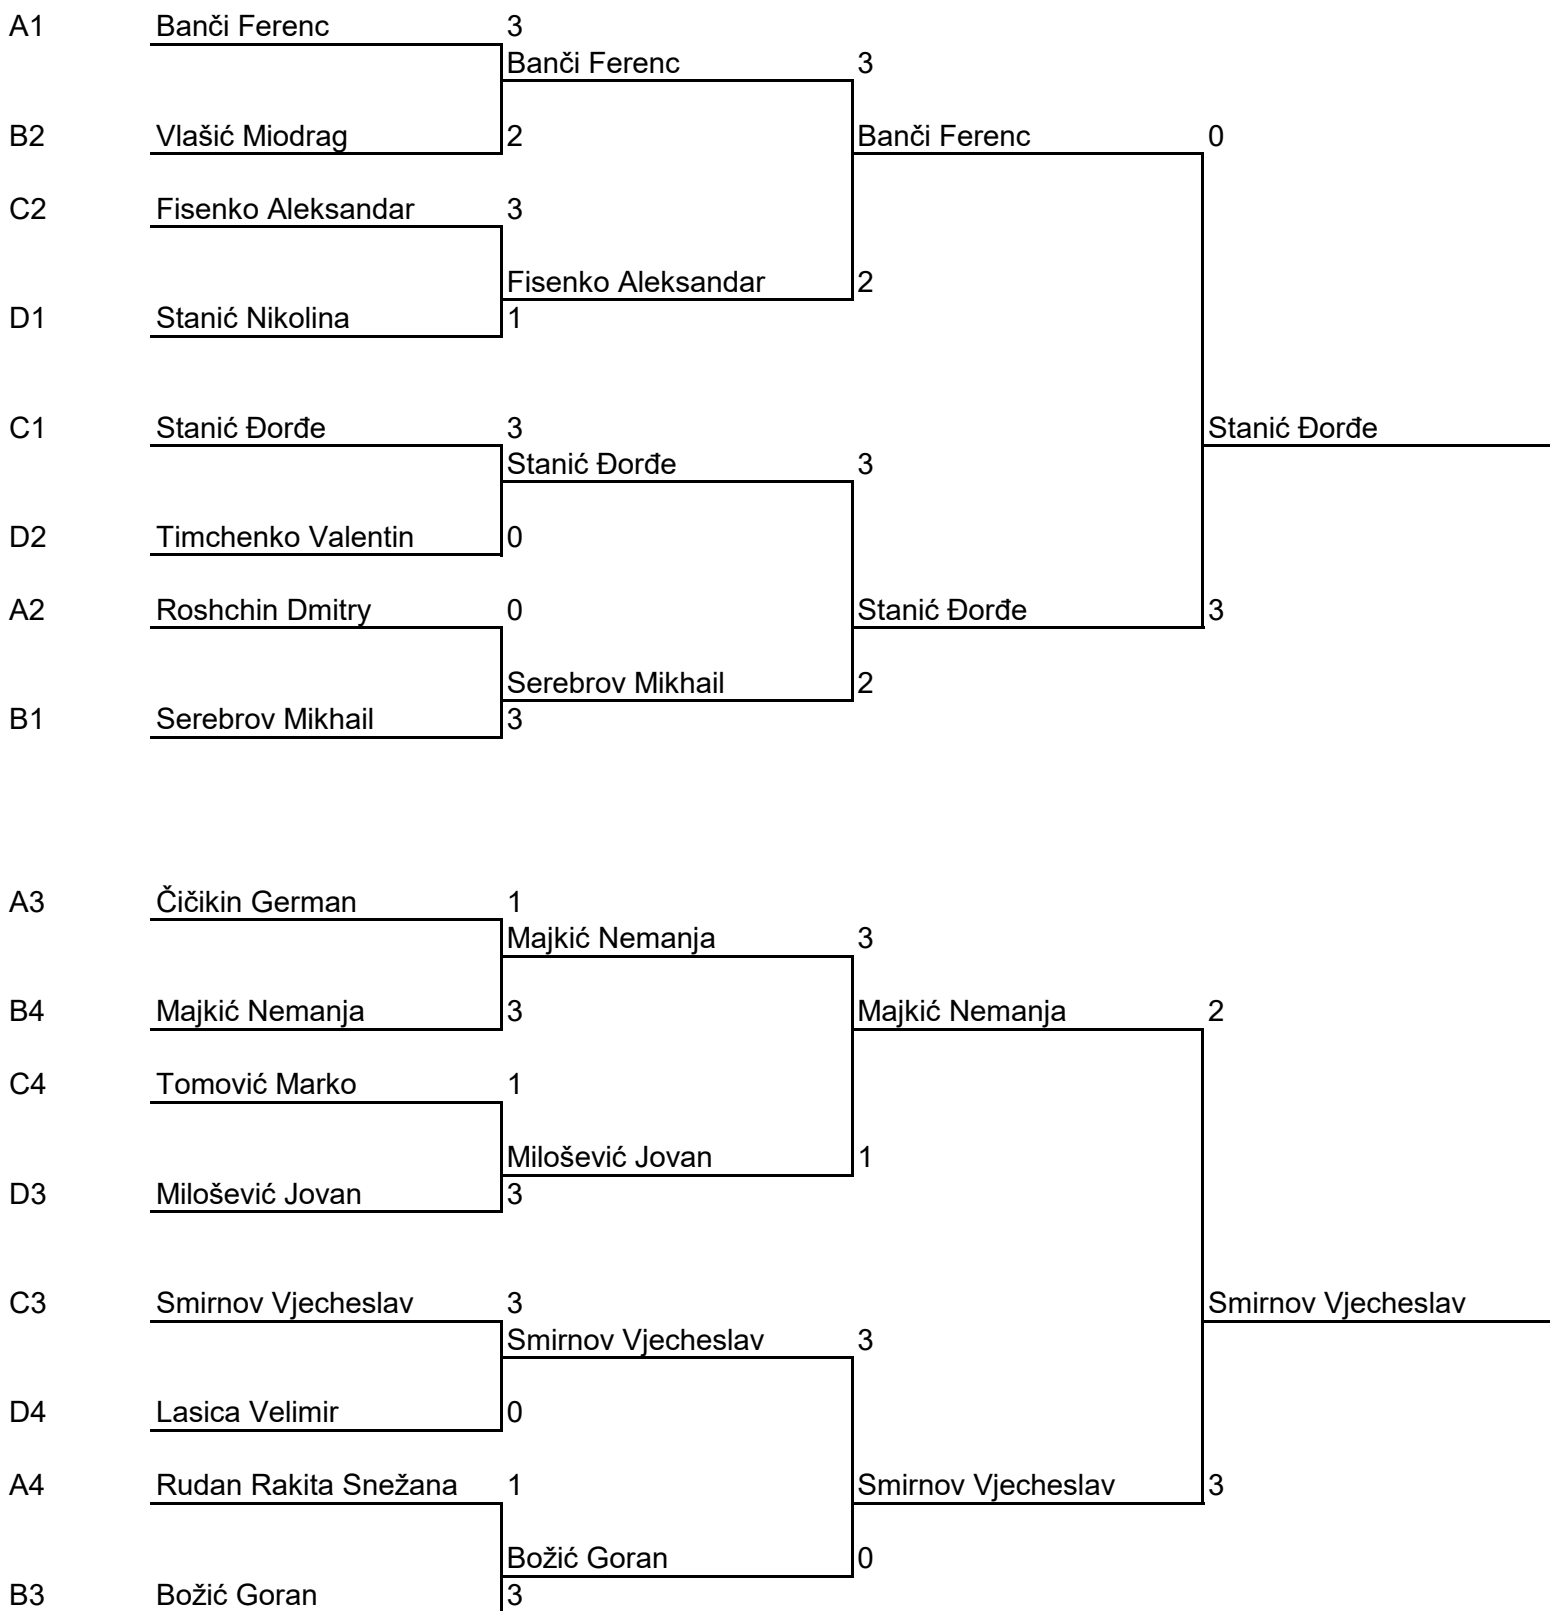 A1 Banči Ferenc 3
Banči Ferenc 3
B2 Vlašić Miodrag 2 Banči Ferenc 0
C2 Fisenko Aleksandar 3
Fisenko Aleksandar 2
D1 Stanić Nikolina 1
C1 Stanić Đorđe 3 Stanić Đorđe
Stanić Đorđe 3
D2 Timchenko Valentin 0
A2 Roshchin Dmitry 0 Stanić Đorđe 3
Serebrov Mikhail 2
B1 Serebrov Mikhail 3
A3 Čičikin German 1
Majkić Nemanja 3
B4 Majkić Nemanja 3 Majkić Nemanja 2
C4 Tomović Marko 1
Milošević Jovan 1
D3 Milošević Jovan 3
C3 Smirnov Vjecheslav 3 Smirnov Vjecheslav
Smirnov Vjecheslav 3
D4 Lasica Velimir 0
A4 Rudan Rakita Snežana 1 Smirnov Vjecheslav 3
Božić Goran 0
B3 Božić Goran 3